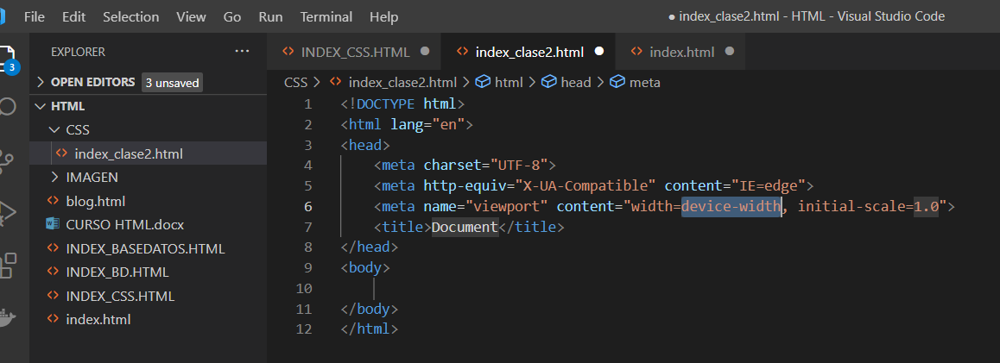 File Edit Selection View Go Run Terminal Help ● index_clase2.html - HTML - Visual Studio Code
3
EXPLORER ...
OPEN EDITORS 3 unsaved
HTML
CSS
index_clase2.html
IMAGEN
blog.html
CURSO HTML.docx
INDEX_BASEDATOS.HTML
INDEX_BD.HTML
INDEX_CSS.HTML
index.html
INDEX_CSS.HTML ● index_clase2.html ● index.html ●
CSS > index_clase2.html > html > head > meta
1 <!DOCTYPE html>
2 <html lang="en">
3 <head>
4 <meta charset="UTF-8">
5 <meta http-equiv="X-UA-Compatible" content="IE=edge">
6 <meta name="viewport" content="width=device-width, initial-scale=1.0">
7 <title>Document</title>
8 </head>
9 <body>
10
11 </body>
12 </html>